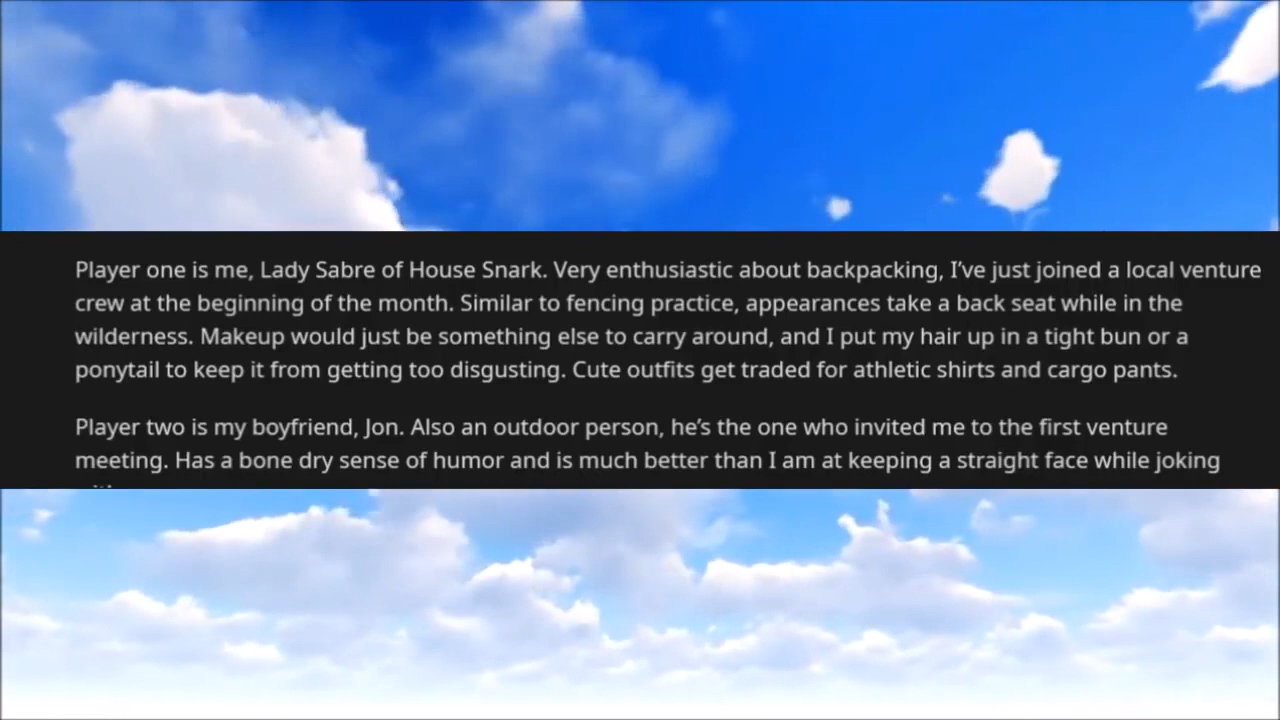 Player one is me, Lady Sabre of House Snark. Very enthusiastic about backpacking, I’ve just joined a local venture
crew at the beginning of the month. Similar to fencing practice, appearances take a back seat while in the
wilderness. Makeup would just be something else to carry around, and I put my hair up in a tight bun or a
ponytail to keep it from getting too disgusting. Cute outfits get traded for athletic shirts and cargo pants.
Player two is my boyfriend, Jon. Also an outdoor person, he’s the one who invited me to the first venture
meeting. Has a bone dry sense of humor and is much better than I am at keeping a straight face while joking